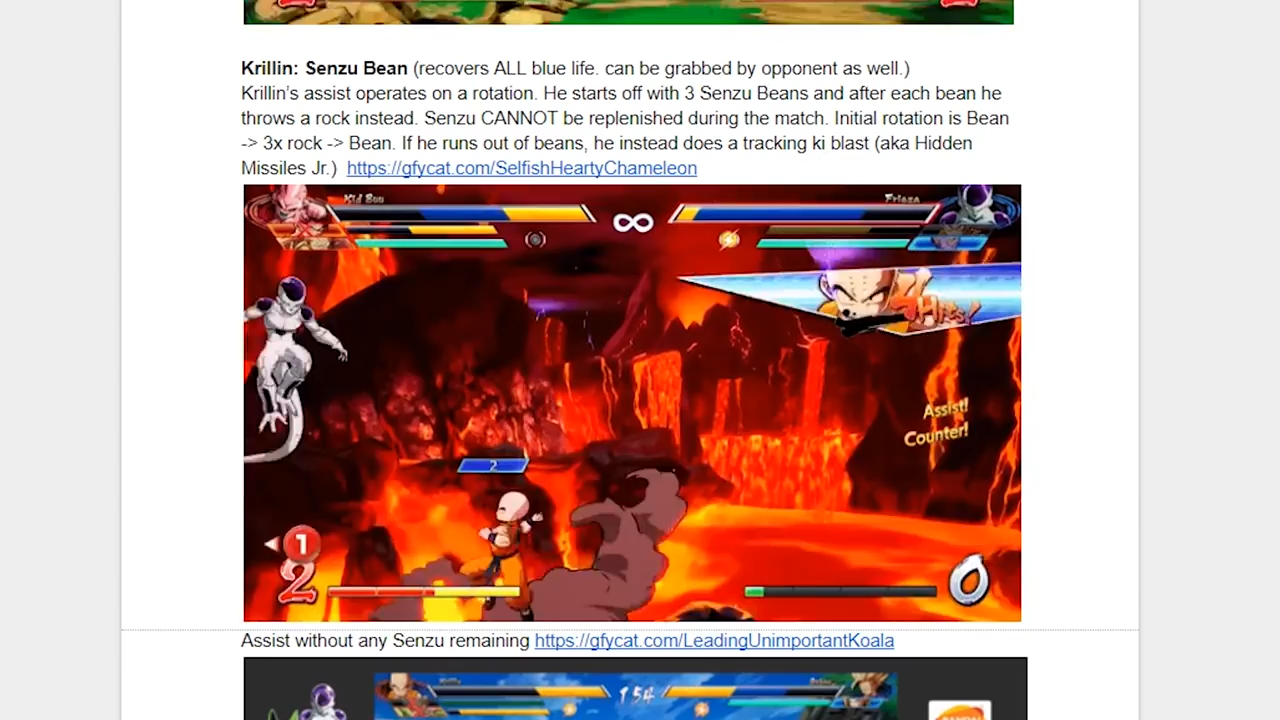 Krillin: Senzu Bean (recovers ALL blue life. can be grabbed by opponent as well.)
Krillin's assist operates on a rotation. He starts off with 3 Senzu Beans and after each bean he
throws a rock instead. Senzu CANNOT be replenished during the match. Initial rotation is Bean
-> 3x rock -> Bean. If he runs out of beans, he instead does a tracking ki blast (aka Hidden
Missiles Jr.) https://gfycat.com/SelfishHeartyChameleon
Kid Buu
Frieza
∞
4 Hits!
Assist!
Counter!
2
1
2
0
Assist without any Senzu remaining https://gfycat.com/LeadingUnimportantKoala
Krillin
154